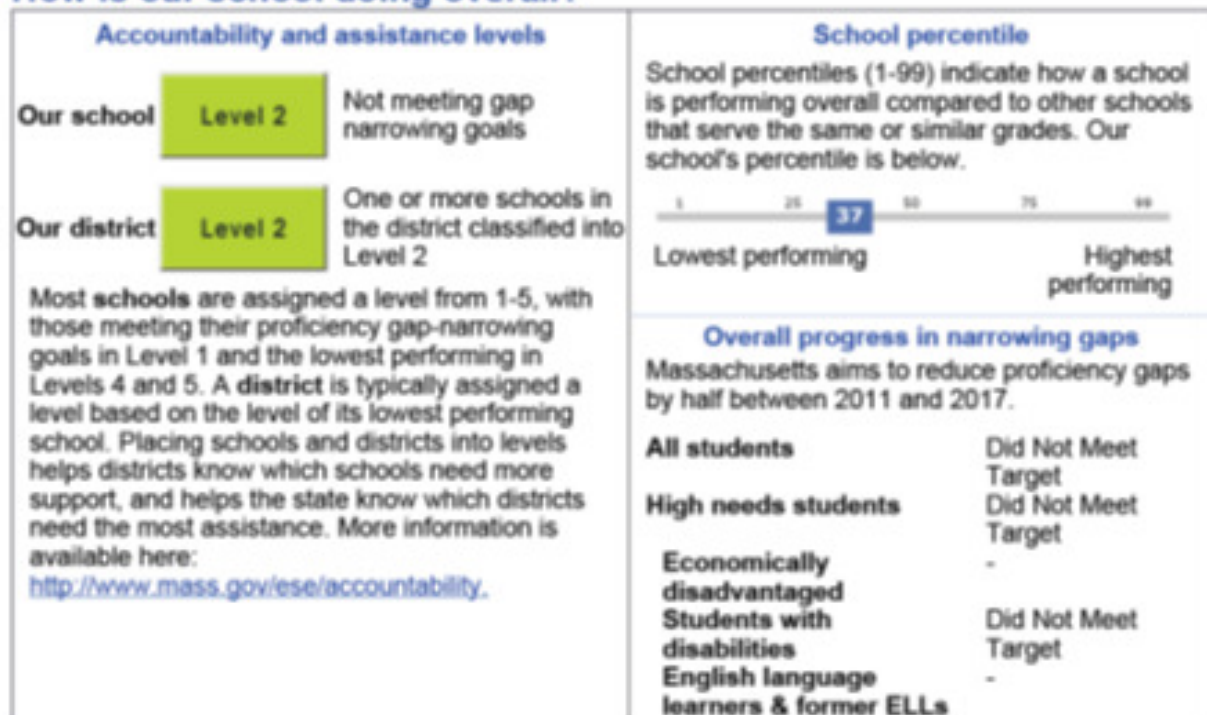 Accountability and assistance levels
Our school
Level 2
Not meeting gap
narrowing goals
Our district
Level 2
One or more schools in
the district classified into
Level 2
Most schools are assigned a level from 1-5, with
those meeting their proficiency gap-narrowing
goals in Level 1 and the lowest performing in
Levels 4 and 5. A district is typically assigned a
level based on the level of its lowest performing
school. Placing schools and districts into levels
helps districts know which schools need more
support, and helps the state know which districts
need the most assistance. More information is
available here:
http://www.mass.gov/ese/accountability.
School percentile
School percentiles (1-99) indicate how a school
is performing overall compared to other schools
that serve the same or similar grades. Our
school's percentile is below.
1 25 37 50 75 99
Lowest performing
Highest
performing
Overall progress in narrowing gaps
Massachusetts aims to reduce proficiency gaps
by half between 2011 and 2017.
All students Did Not Meet
Target
High needs students Did Not Meet
Target
Economically -
disadvantaged
Students with Did Not Meet
disabilities Target
English language -
learners & former ELLs